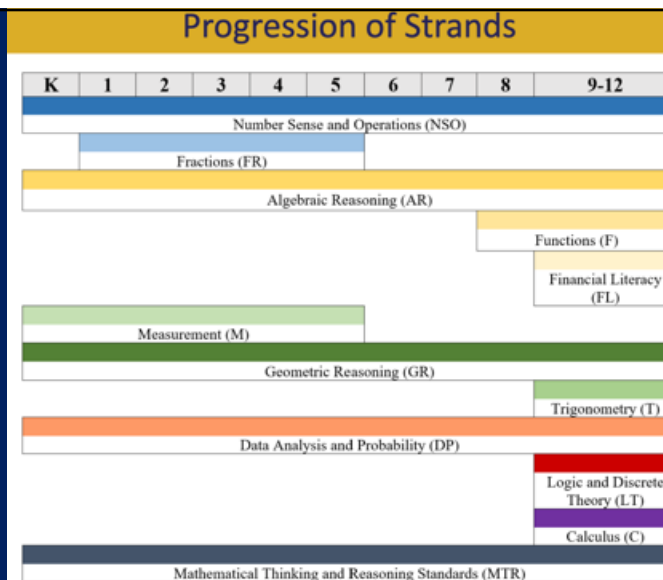 Progression of Strands
K 1 2 3 4 5 6 7 8 9-12
Number Sense and Operations (NSO)
Fractions (FR)
Algebraic Reasoning (AR)
Functions (F)
Financial Literacy
(FL)
Measurement (M)
Geometric Reasoning (GR)
Trigonometry (T)
Data Analysis and Probability (DP)
Logic and Discrete
Theory (LT)
Calculus (C)
Mathematical Thinking and Reasoning Standards (MTR)